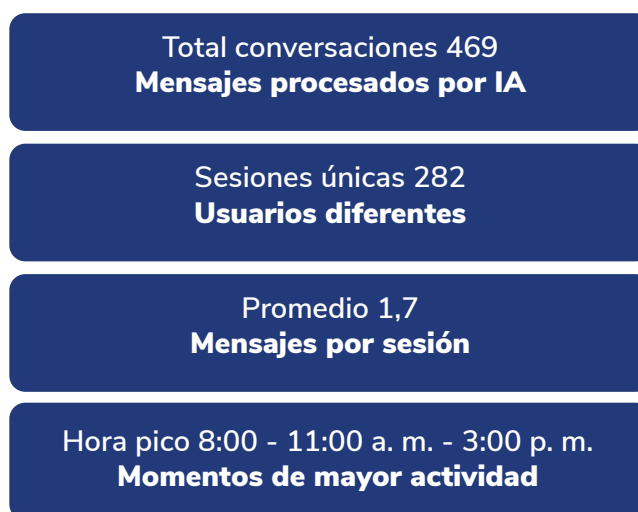 Total conversaciones 469
Mensajes procesados por IA
Sesiones únicas 282
Usuarios diferentes
Promedio 1,7
Mensajes por sesión
Hora pico 8:00 - 11:00 a. m. - 3:00 p. m.
Momentos de mayor actividad